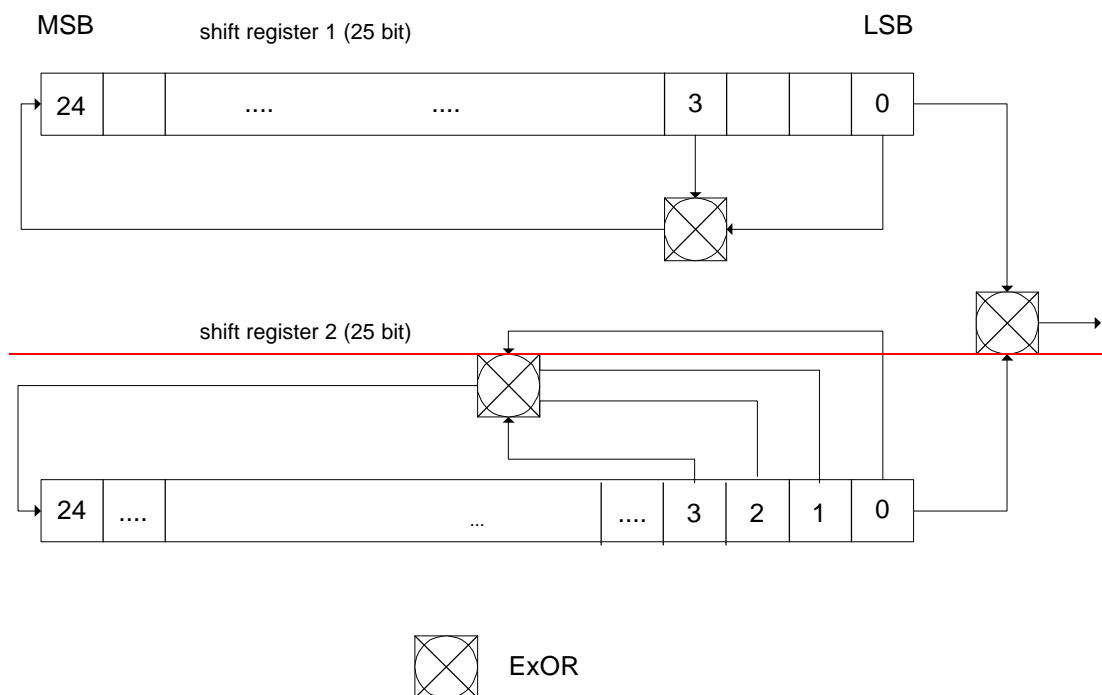 MSB shift register 1 (25 bit) LSB
24 .... .... 3 0
shift register 2 (25 bit)
24 .... ... .... 3 2 1 0
ExOR